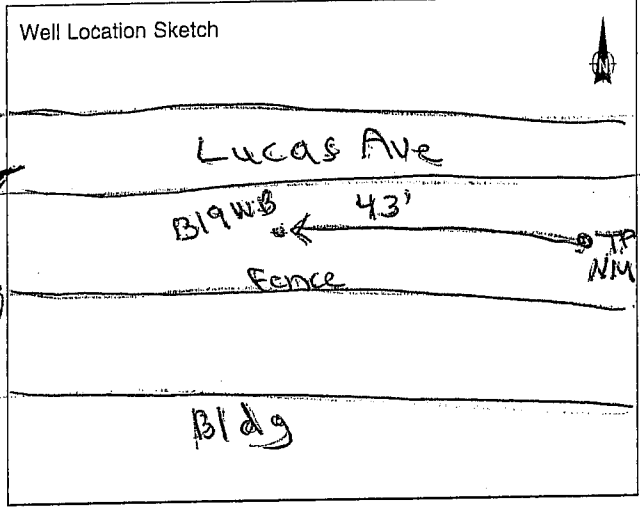 Well Location Sketch
N
Lucas Ave
B19WB 43'
TP
NM
Fence
Bldg